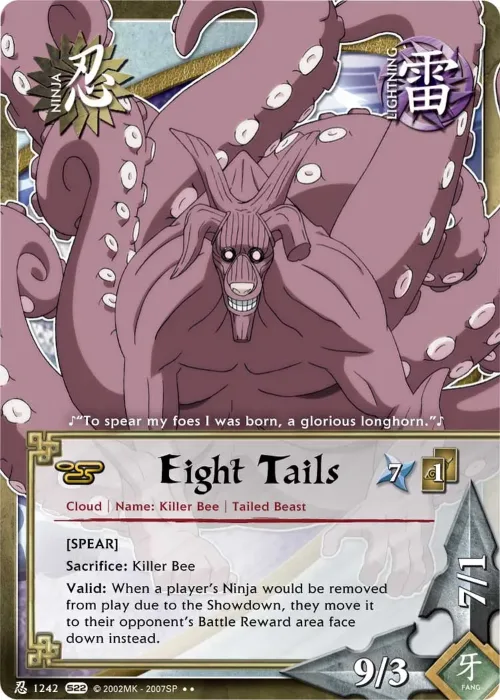 NINJA
忍
LIGHTNING
雷
♪"To spear my foes I was born, a glorious longhorn."♪
Eight Tails
7
1
Cloud | Name: Killer Bee | Tailed Beast
[SPEAR]
Sacrifice: Killer Bee
Valid: When a player's Ninja would be removed
from play due to the Showdown, they move it
to their opponent's Battle Reward area face
down instead.
7/1
9/3
牙
FANG
忍 1242 S22 © 2002MK - 2007SP ★★